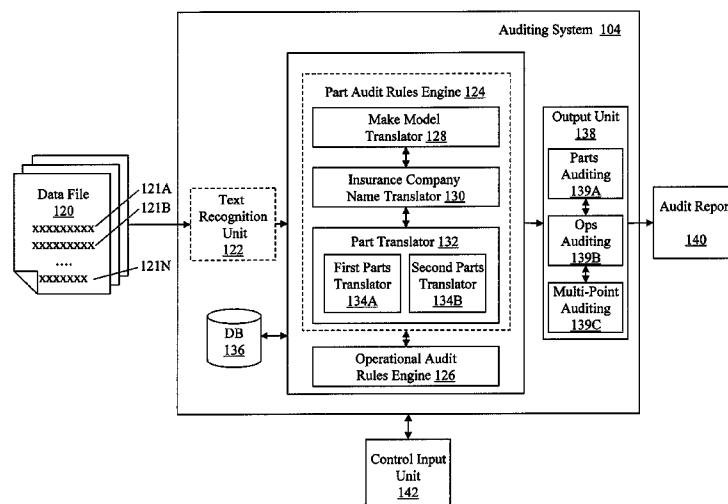 Auditing System 104
Part Audit Rules Engine 124
Make Model
Translator 128
Insurance Company
Name Translator 130
Part Translator 132
First Parts
Translator
134A
Second Parts
Translator
134B
Operational Audit
Rules Engine 126
Output Unit
138
Parts
Auditing
139A
Ops
Auditing
139B
Multi-Point
Auditing
139C
Audit Report
140
Data File
120
XXXXXXXXX
XXXXXXXXX
....
XXXXXXX
121A
121B
121N
Text
Recognition
Unit
122
DB
136
Control Input
Unit
142